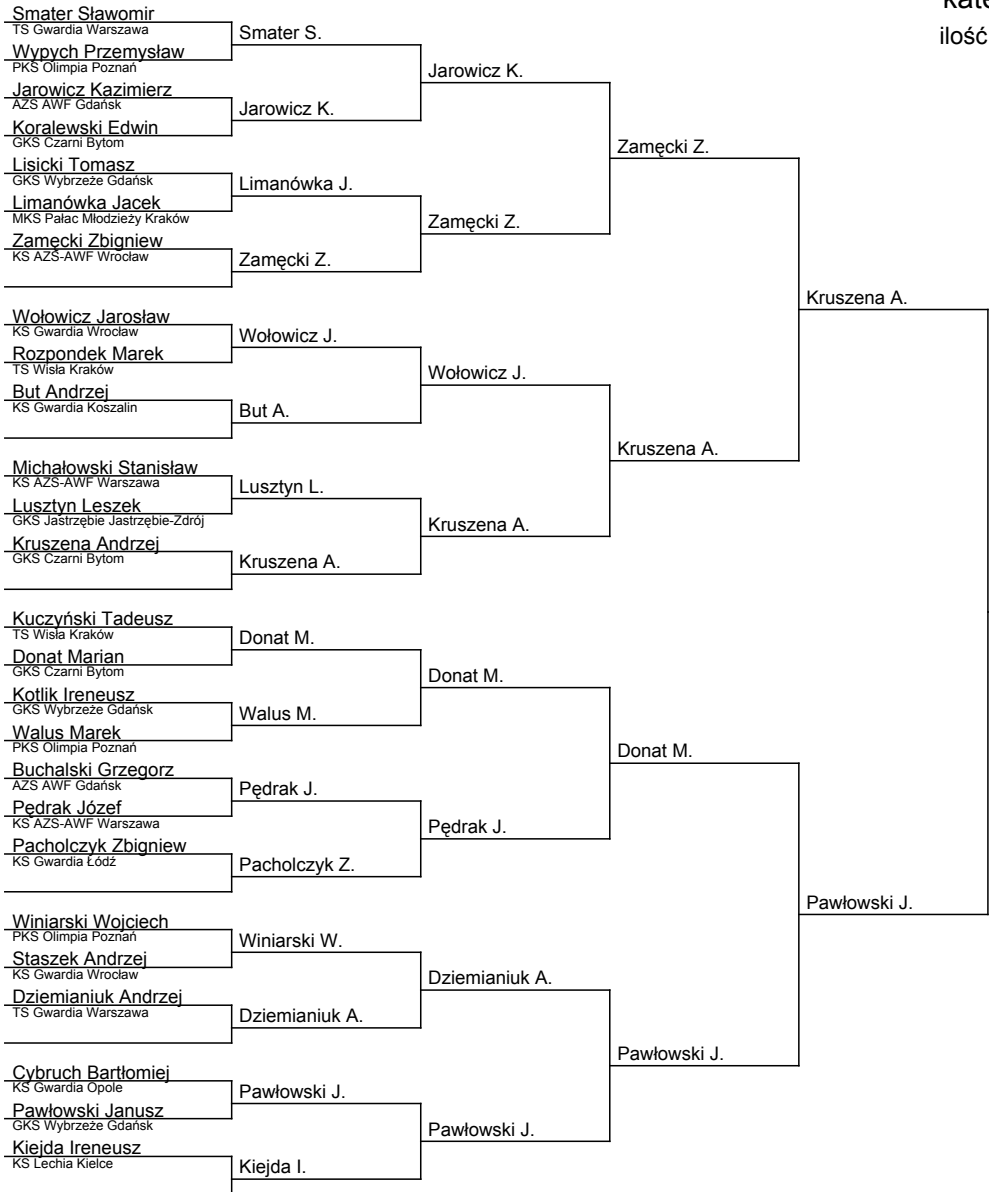 Smater Sławomir
TS Gwardia Warszawa
Wypych Przemysław
PKS Olimpia Poznań
Jarowicz Kazimierz
AZS AWF Gdańsk
Koralewski Edwin
GKS Czarni Bytom
Lisicki Tomasz
GKS Wybrzeże Gdańsk
Limanówka Jacek
MKS Pałac Młodzieży Kraków
Zamęcki Zbigniew
KS AZS-AWF Wrocław
Wołowicz Jarosław
KS Gwardia Wrocław
Rozpondek Marek
TS Wisła Kraków
But Andrzej
KS Gwardia Koszalin
Michałowski Stanisław
KS AZS-AWF Warszawa
Lusztyn Leszek
GKS Jastrzębie Jastrzębie-Zdrój
Kruszena Andrzej
GKS Czarni Bytom
Kuczyński Tadeusz
TS Wisła Kraków
Donat Marian
GKS Czarni Bytom
Kotlik Ireneusz
GKS Wybrzeże Gdańsk
Walus Marek
PKS Olimpia Poznań
Buchalski Grzegorz
AZS AWF Gdańsk
Pędrak Józef
KS AZS-AWF Warszawa
Pacholczyk Zbigniew
KS Gwardia Łódź
Winiarski Wojciech
PKS Olimpia Poznań
Staszek Andrzej
KS Gwardia Wrocław
Dziemianiuk Andrzej
TS Gwardia Warszawa
Cybruch Bartłomiej
KS Gwardia Opole
Pawłowski Janusz
GKS Wybrzeże Gdańsk
Kiejda Ireneusz
KS Lechia Kielce
Smater S.
Jarowicz K.
Limanówka J.
Zamęcki Z.
Wołowicz J.
But A.
Lusztyn L.
Kruszena A.
Donat M.
Walus M.
Pędrak J.
Pacholczyk Z.
Winiarski W.
Dziemianiuk A.
Pawłowski J.
Kiejda I.
Jarowicz K.
Zamęcki Z.
Wołowicz J.
Kruszena A.
Donat M.
Pędrak J.
Dziemianiuk A.
Pawłowski J.
Zamęcki Z.
Kruszena A.
Donat M.
Pawłowski J.
Kruszena A.
Pawłowski J.
ilość